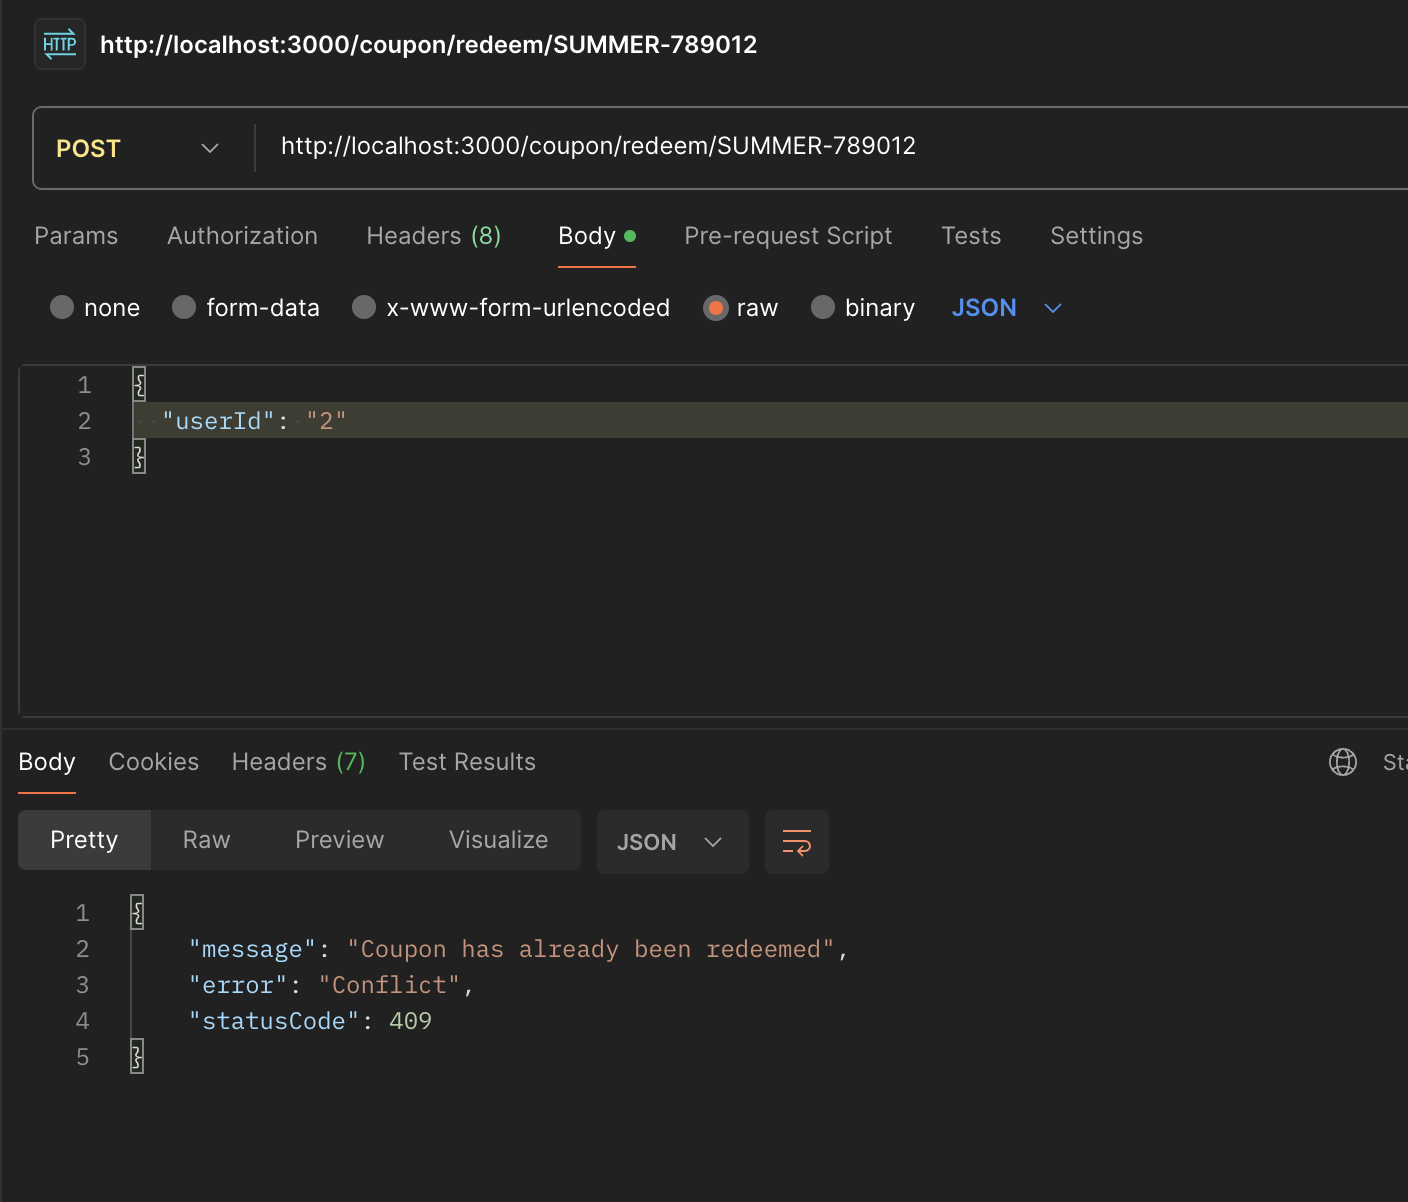 HTTP http://localhost:3000/coupon/redeem/SUMMER-789012
POST http://localhost:3000/coupon/redeem/SUMMER-789012
Params Authorization Headers (8) Body Pre-request Script Tests Settings
none form-data x-www-form-urlencoded raw binary JSON
1 {
2 "userId": "2"
3 }
Body Cookies Headers (7) Test Results
Pretty Raw Preview Visualize JSON
1 {
2 "message": "Coupon has already been redeemed",
3 "error": "Conflict",
4 "statusCode": 409
5 }